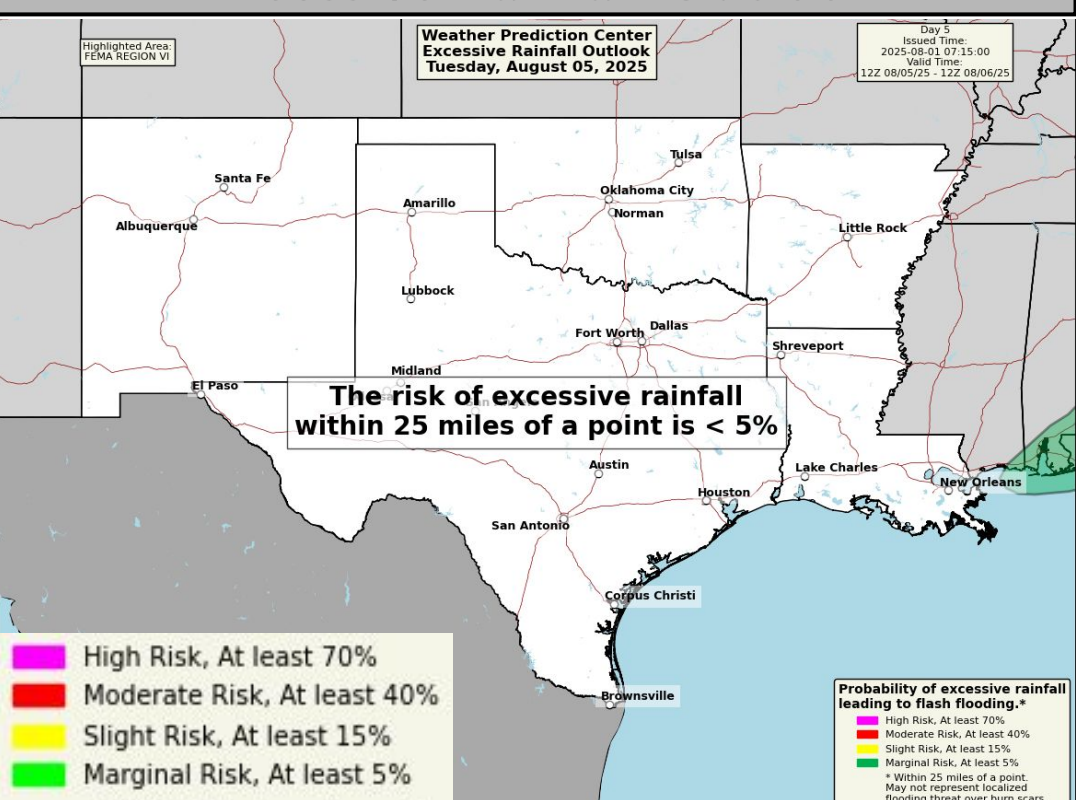 Highlighted Area:
FEMA REGION VI
Weather Prediction Center
Excessive Rainfall Outlook
Tuesday, August 05, 2025
Day 5
Issued Time:
2025-08-01 07:15:00
Valid Time:
12Z 08/05/25 - 12Z 08/06/25
Tulsa
Santa Fe
Oklahoma City
Amarillo
Norman
Albuquerque
Little Rock
Lubbock
Dallas
Fort Worth
Shreveport
Midland
El Paso
The risk of excessive rainfall
within 25 miles of a point is < 5%
Austin
Lake Charles
New Orleans
Houston
San Antonio
Corpus Christi
Brownsville
High Risk, At least 70%
Moderate Risk, At least 40%
Slight Risk, At least 15%
Marginal Risk, At least 5%
Probability of excessive rainfall
leading to flash flooding.*
High Risk, At least 70%
Moderate Risk, At least 40%
Slight Risk, At least 15%
Marginal Risk, At least 5%
* Within 25 miles of a point.
May not represent localized
flooding threat over burn scars